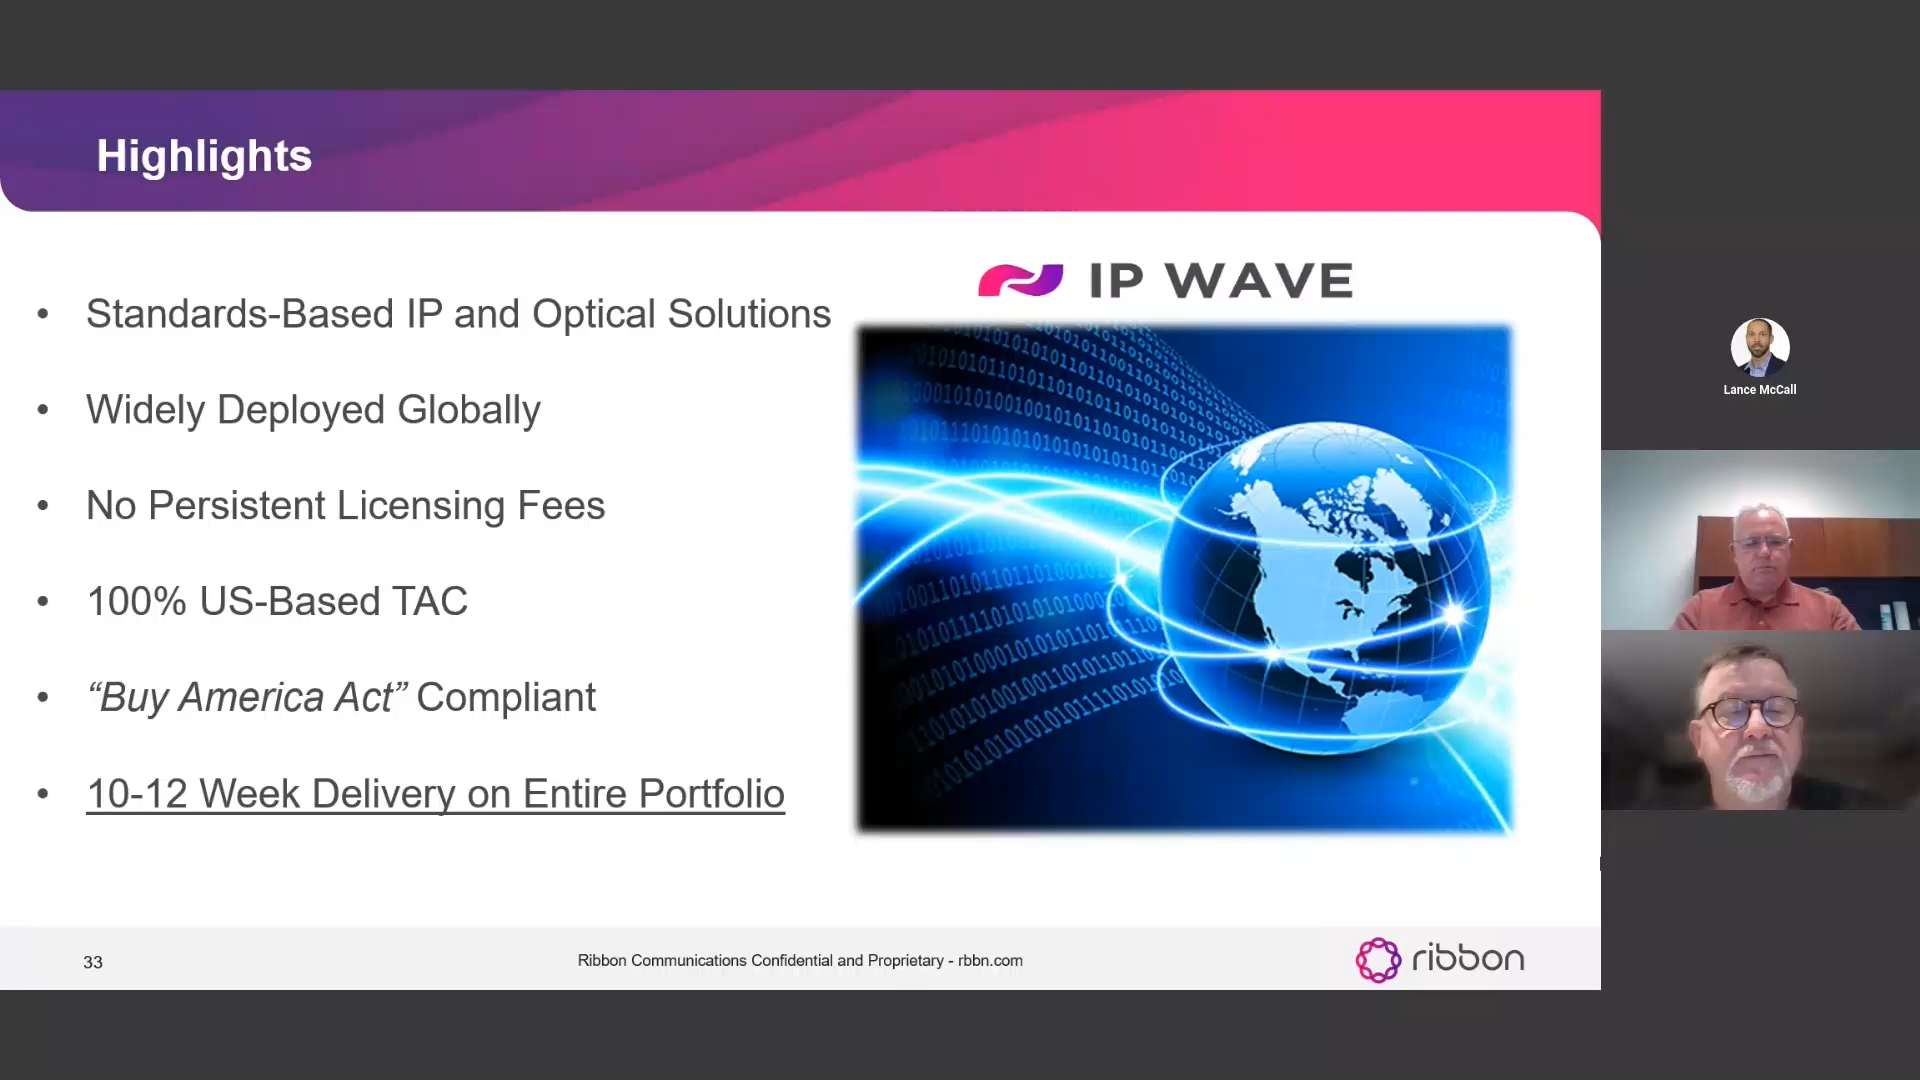 Highlights
IP WAVE
• Standards-Based IP and Optical Solutions
• Widely Deployed Globally
• No Persistent Licensing Fees
• 100% US-Based TAC
• “Buy America Act” Compliant
• 10-12 Week Delivery on Entire Portfolio
33
Ribbon Communications Confidential and Proprietary - rbbn.com
ribbon
Lance McCall